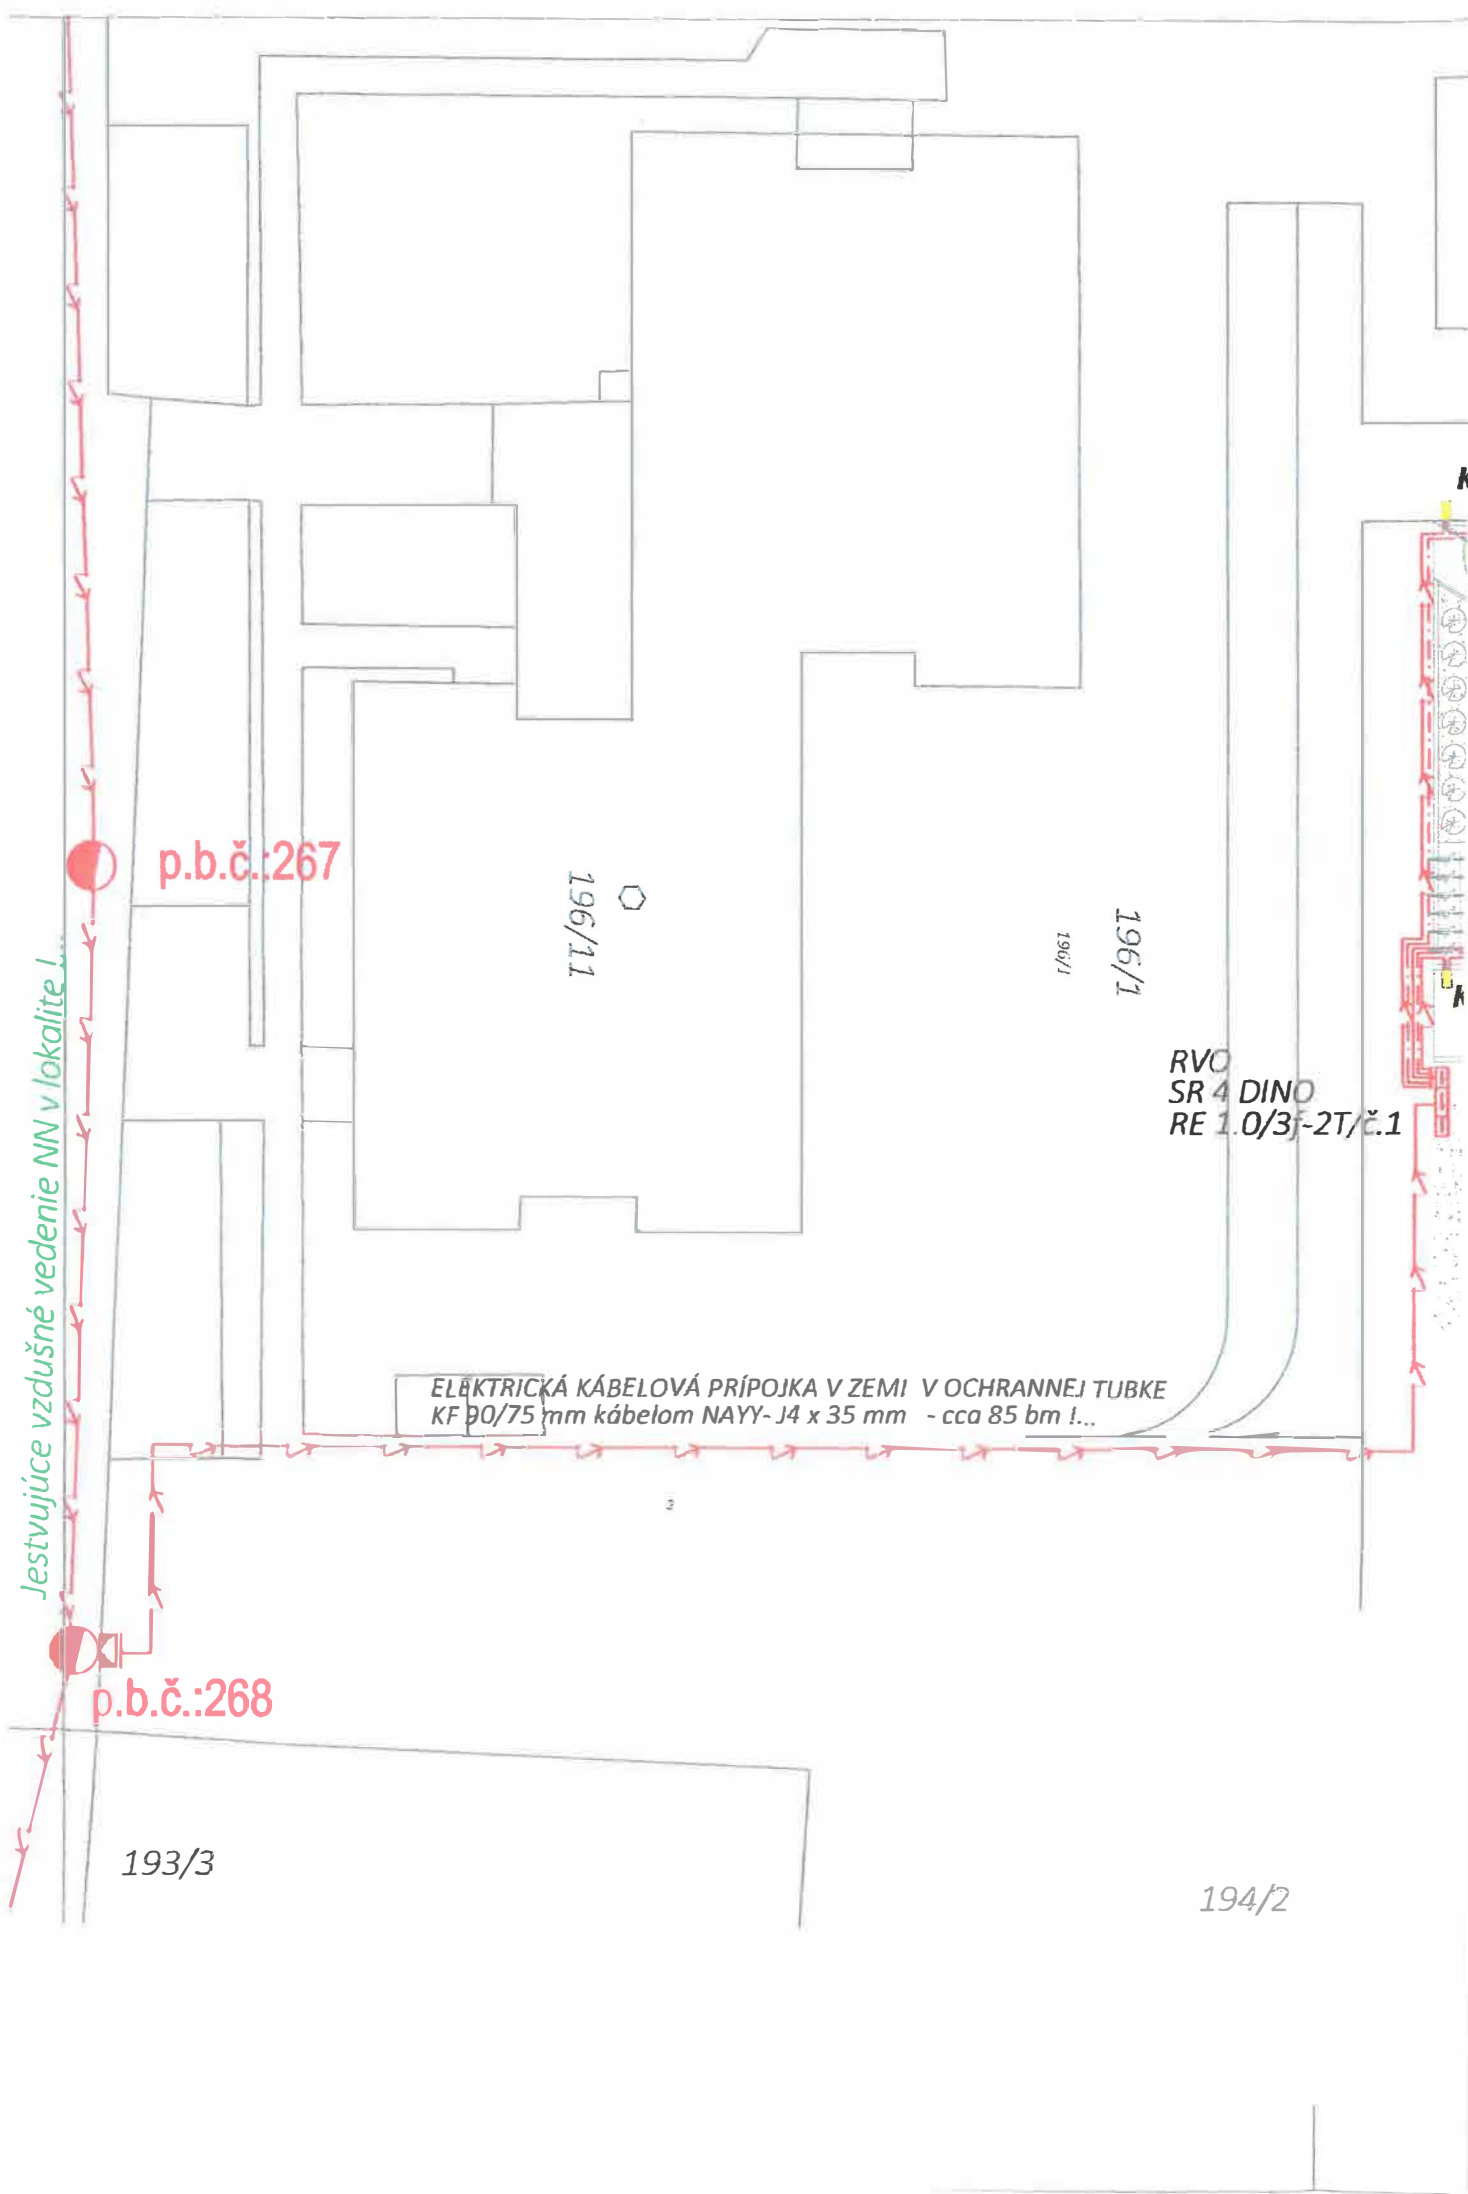 p.b.č.:267
196/11
196/1
196/1
RVO
SR 4 DINO
RE 1.0/3f-2T/č.1
Jestvujúce vzdušné vedenie NN v lokalite !...
ELEKTRICKÁ KÁBELOVÁ PRÍPOJKA V ZEMI V OCHRANNEJ TUBKE
KF 90/75 mm kábelom NAYY- J4 x 35 mm - cca 85 bm !...
p.b.č.:268
193/3
194/2